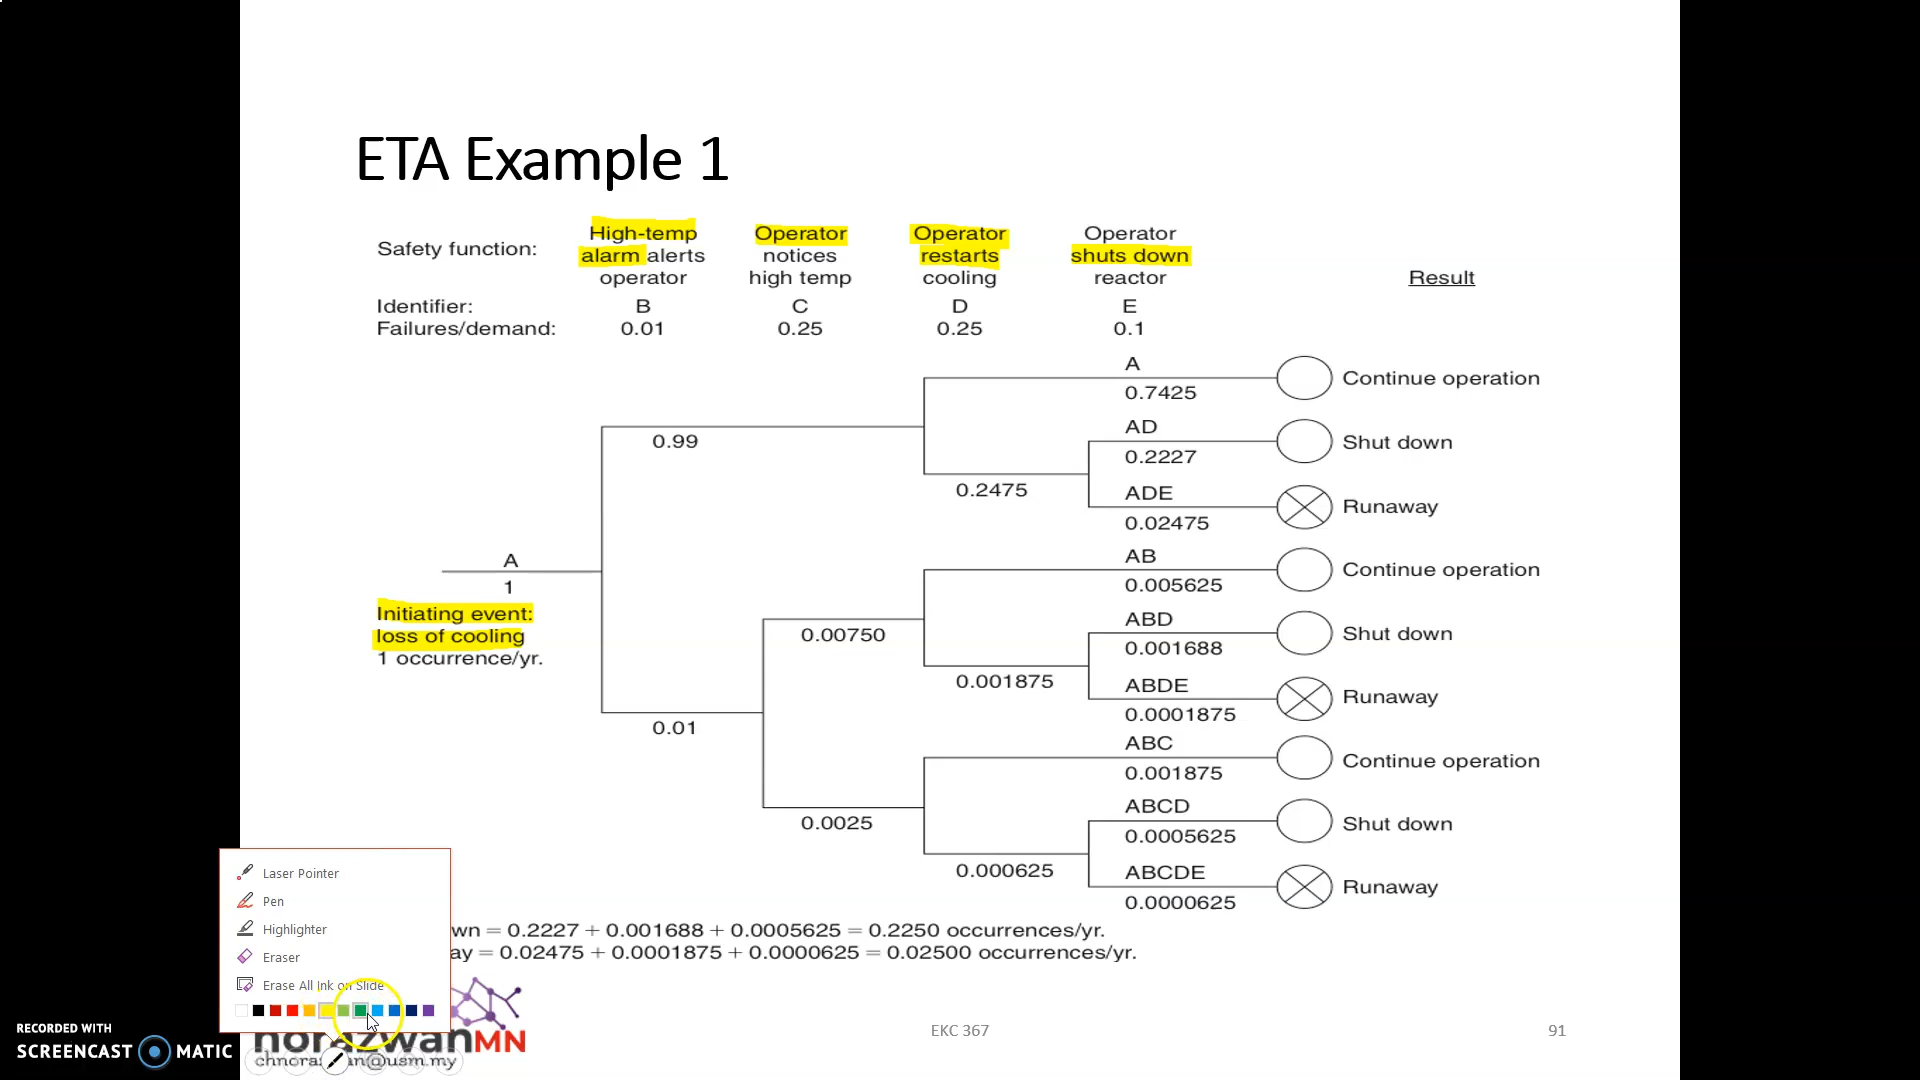 ETA Example 1
Safety function:
High-temp
alarm alerts
operator
Operator
notices
high temp
Operator
restarts
cooling
Operator
shuts down
reactor
Result
Identifier:
B
C
D
E
Failures/demand:
0.01
0.25
0.25
0.1
A
0.7425
Continue operation
AD
0.2227
Shut down
0.99
0.2475
ADE
0.02475
Runaway
A
1
Initiating event:
loss of cooling
1 occurrence/yr.
AB
0.005625
Continue operation
0.00750
ABD
0.001688
Shut down
0.001875
ABDE
0.0001875
Runaway
0.01
ABC
0.001875
Continue operation
0.0025
ABCD
0.0005625
Shut down
0.000625
ABCDE
0.0000625
Runaway
wn = 0.2227 + 0.001688 + 0.0005625 = 0.2250 occurrences/yr.
ay = 0.02475 + 0.0001875 + 0.0000625 = 0.02500 occurrences/yr.
Laser Pointer
Pen
Highlighter
Eraser
Erase All Ink on Slide
norazwanMN
EKC 367
91
RECORDED WITH
SCREENCAST MATIC